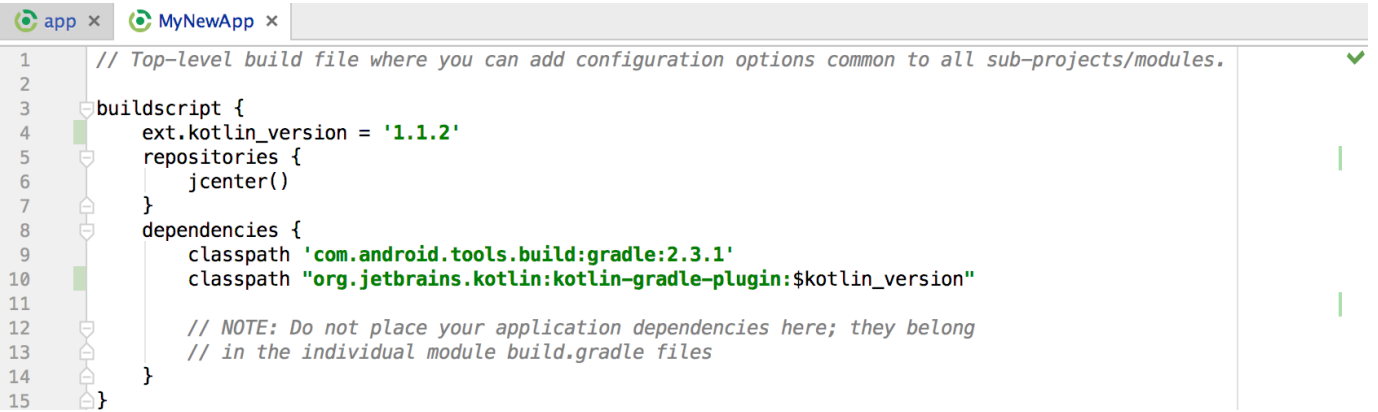 app × MyNewApp ×
1 // Top-level build file where you can add configuration options common to all sub-projects/modules.
2
3 buildscript {
4 ext.kotlin_version = '1.1.2'
5 repositories {
6 jcenter()
7 }
8 dependencies {
9 classpath 'com.android.tools.build:gradle:2.3.1'
10 classpath "org.jetbrains.kotlin:kotlin-gradle-plugin:$kotlin_version"
11
12 // NOTE: Do not place your application dependencies here; they belong
13 // in the individual module build.gradle files
14 }
15 }